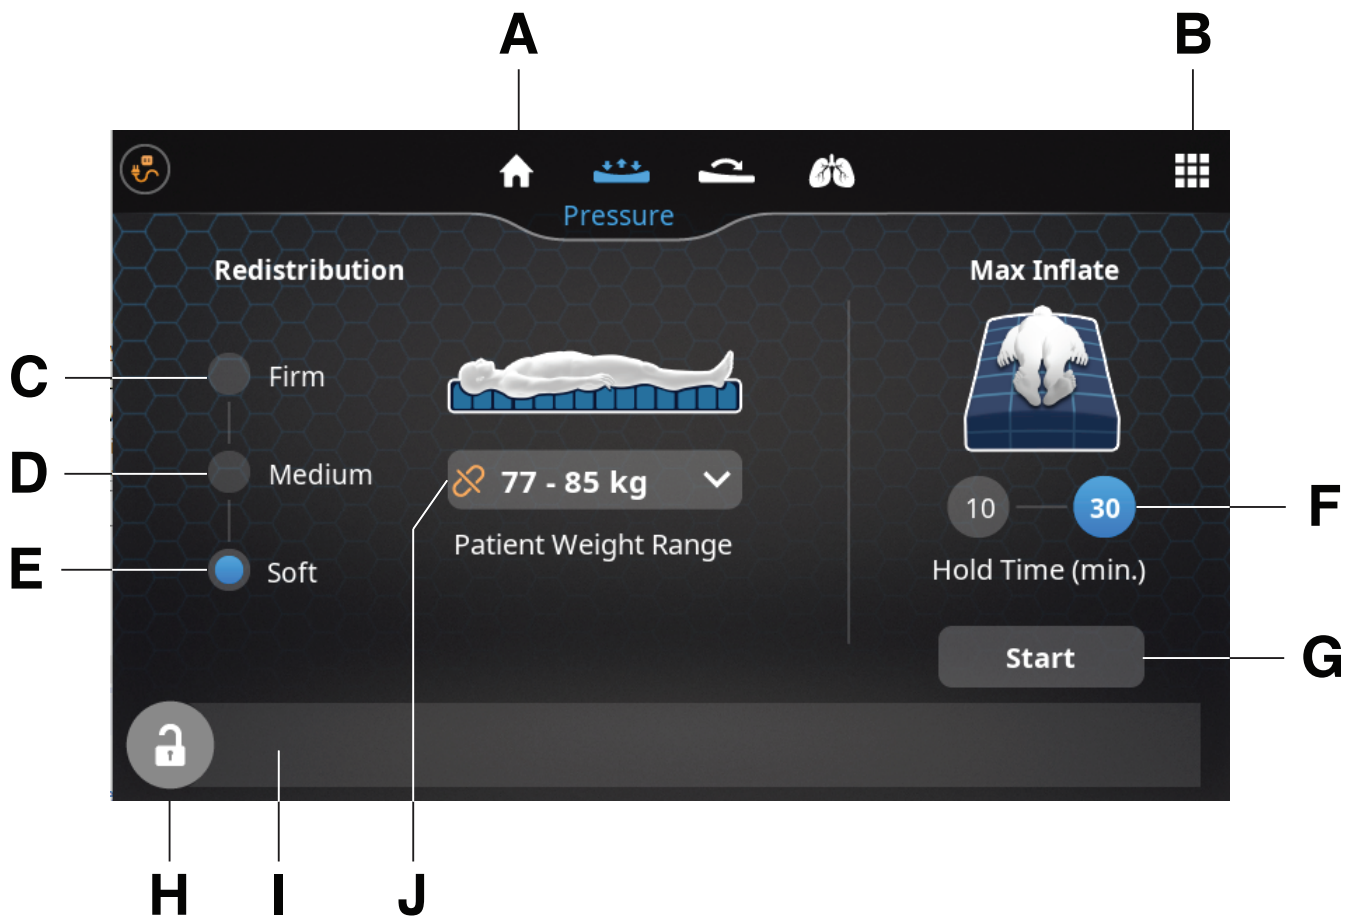 A
B
Pressure
Redistribution
Max Inflate
C
Firm
D
Medium
77 - 85 kg
10
30
F
Patient Weight Range
Hold Time (min.)
E
Soft
Start
G
H
I
J